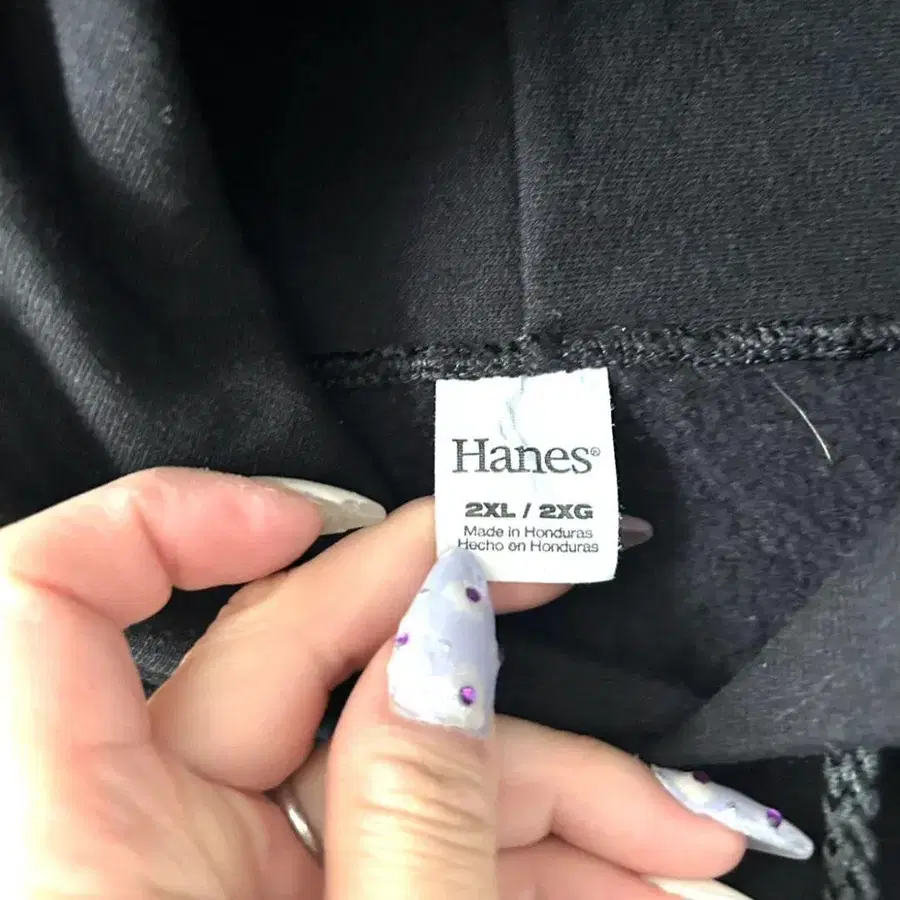 Hanes®
2XL / 2XG
Made in Honduras
Hecho en Honduras